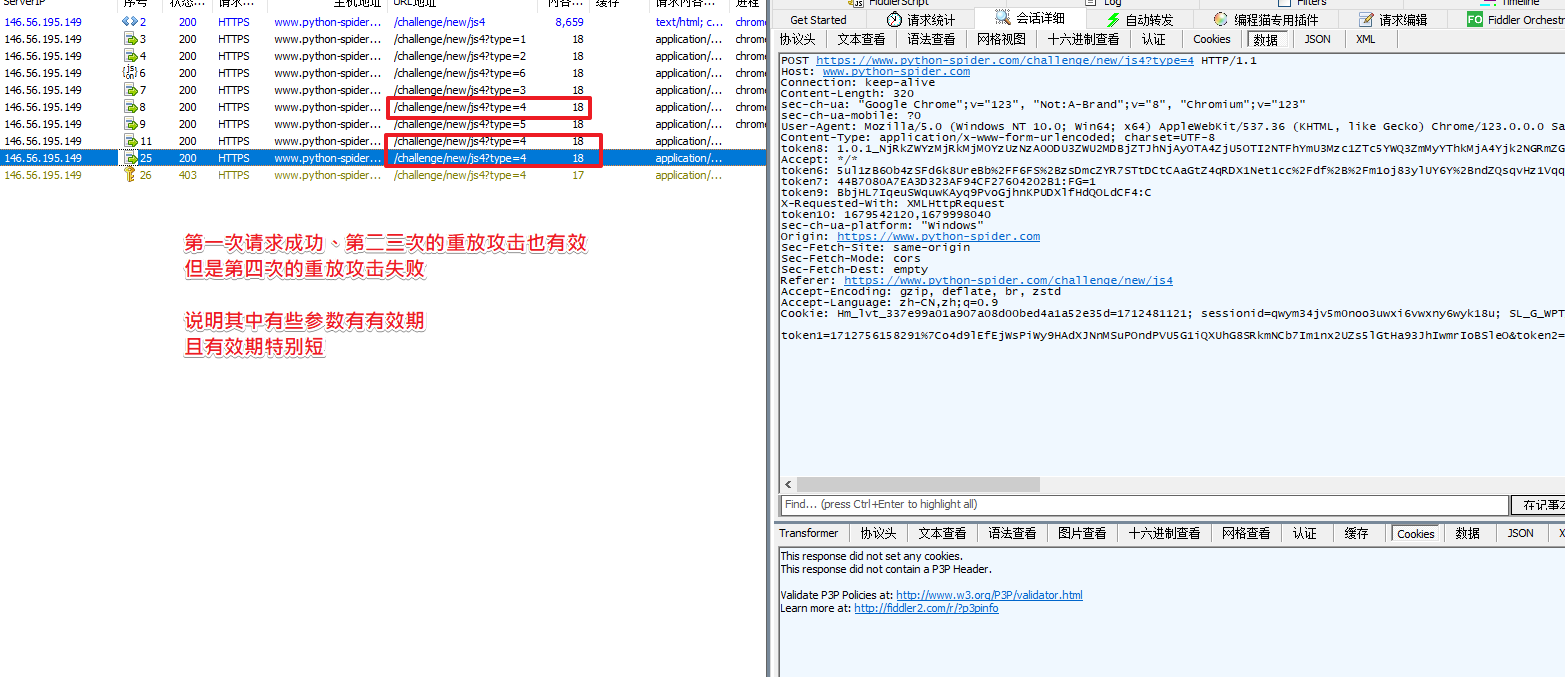 ServerIP 序号 状态... 请求... 主机地址 URL地址 内容... 缓存 请求内容... 进程
146.56.195.149 2 200 HTTPS www.python-spider... /challenge/new/js4 8,659 text/html; c... chrome
146.56.195.149 3 200 HTTPS www.python-spider... /challenge/new/js4?type=1 18 application/... chrome
146.56.195.149 4 200 HTTPS www.python-spider... /challenge/new/js4?type=2 18 application/... chrome
146.56.195.149 6 200 HTTPS www.python-spider... /challenge/new/js4?type=6 18 application/... chrome
146.56.195.149 7 200 HTTPS www.python-spider... /challenge/new/js4?type=3 18 application/... chrome
146.56.195.149 8 200 HTTPS www.python-spider... /challenge/new/js4?type=4 18 application/... chrome
146.56.195.149 9 200 HTTPS www.python-spider... /challenge/new/js4?type=5 18 application/... chrome
146.56.195.149 11 200 HTTPS www.python-spider... /challenge/new/js4?type=4 18 application/...
146.56.195.149 25 200 HTTPS www.python-spider... /challenge/new/js4?type=4 18 application/...
146.56.195.149 26 403 HTTPS www.python-spider... /challenge/new/js4?type=4 17 application/...
第一次请求成功、第二三次的重放攻击也有效
但是第四次的重放攻击失败
说明其中有些参数有有效期
且有效期特别短
FiddlerScript Log Filters Timeline
Get Started 请求统计 会话详细 自动转发 编程猫专用插件 请求编辑 FO Fiddler Orchestr
协议头 文本查看 语法查看 网格视图 十六进制查看 认证 Cookies 数据 JSON XML
POST https://www.python-spider.com/challenge/new/js4?type=4 HTTP/1.1
Host: www.python-spider.com
Connection: keep-alive
Content-Length: 320
sec-ch-ua: "Google Chrome";v="123", "Not:A-Brand";v="8", "Chromium";v="123"
sec-ch-ua-mobile: ?0
User-Agent: Mozilla/5.0 (Windows NT 10.0; Win64; x64) AppleWebKit/537.36 (KHTML, like Gecko) Chrome/123.0.0.0 Sa
Content-Type: application/x-www-form-urlencoded; charset=UTF-8
token8: 1.0.1_NjRkZWYzMjRkMjM0YzUzNzA0ODU3ZWU2MDBjZTJhNjAyOTA4ZjU5OTI2NTFhYmU3Mzc1ZTc5YWQ3ZmMyYThkMjA4Yjk2NGRmZG
Accept: */*
token6: 5ul1zB6Ob4zSFd6k8UreBb%2FF6FS%2BzsDmcZYR7STtDCtCAaGtZ4qRDX1Net1cc%2Fdf%2B%2Fm1oj83ylUY6Y%2BndZQsqvHz1Vqq
token7: 44B7080A7EA3D323AF94CF27604202B1:FG=1
token9: BbjHL7IqeuSWquwKAyq9PvoGjhnKPUDXlfHdQOLdCF4:C
X-Requested-With: XMLHttpRequest
token10: 1679542120,1679998040
sec-ch-ua-platform: "Windows"
Origin: https://www.python-spider.com
Sec-Fetch-Site: same-origin
Sec-Fetch-Mode: cors
Sec-Fetch-Dest: empty
Referer: https://www.python-spider.com/challenge/new/js4
Accept-Encoding: gzip, deflate, br, zstd
Accept-Language: zh-CN,zh;q=0.9
Cookie: Hm_lvt_337e99a01a907a08d00bed4a1a52e35d=1712481121; sessionid=qwym34jv5m0noo3uwxi6vwxny6wyk18u; SL_G_WPT
token1=1712756158291%7Co4d9lEfEjWsPiWy9HAdXJNnMSuPOndPVU5G1iQXUhG8SRkmNCb7Im1nx2UZs5lGtHa93JhIwmrIoBSleO&token2=
Find... (press Ctrl+Enter to highlight all) 在记事本
Transformer 协议头 文本查看 语法查看 图片查看 十六进制查看 网格查看 认证 缓存 Cookies 数据 JSON X
This response did not set any cookies.
This response did not contain a P3P Header.
Validate P3P Policies at: http://www.w3.org/P3P/validator.html
Learn more at: http://fiddler2.com/r/?p3pinfo